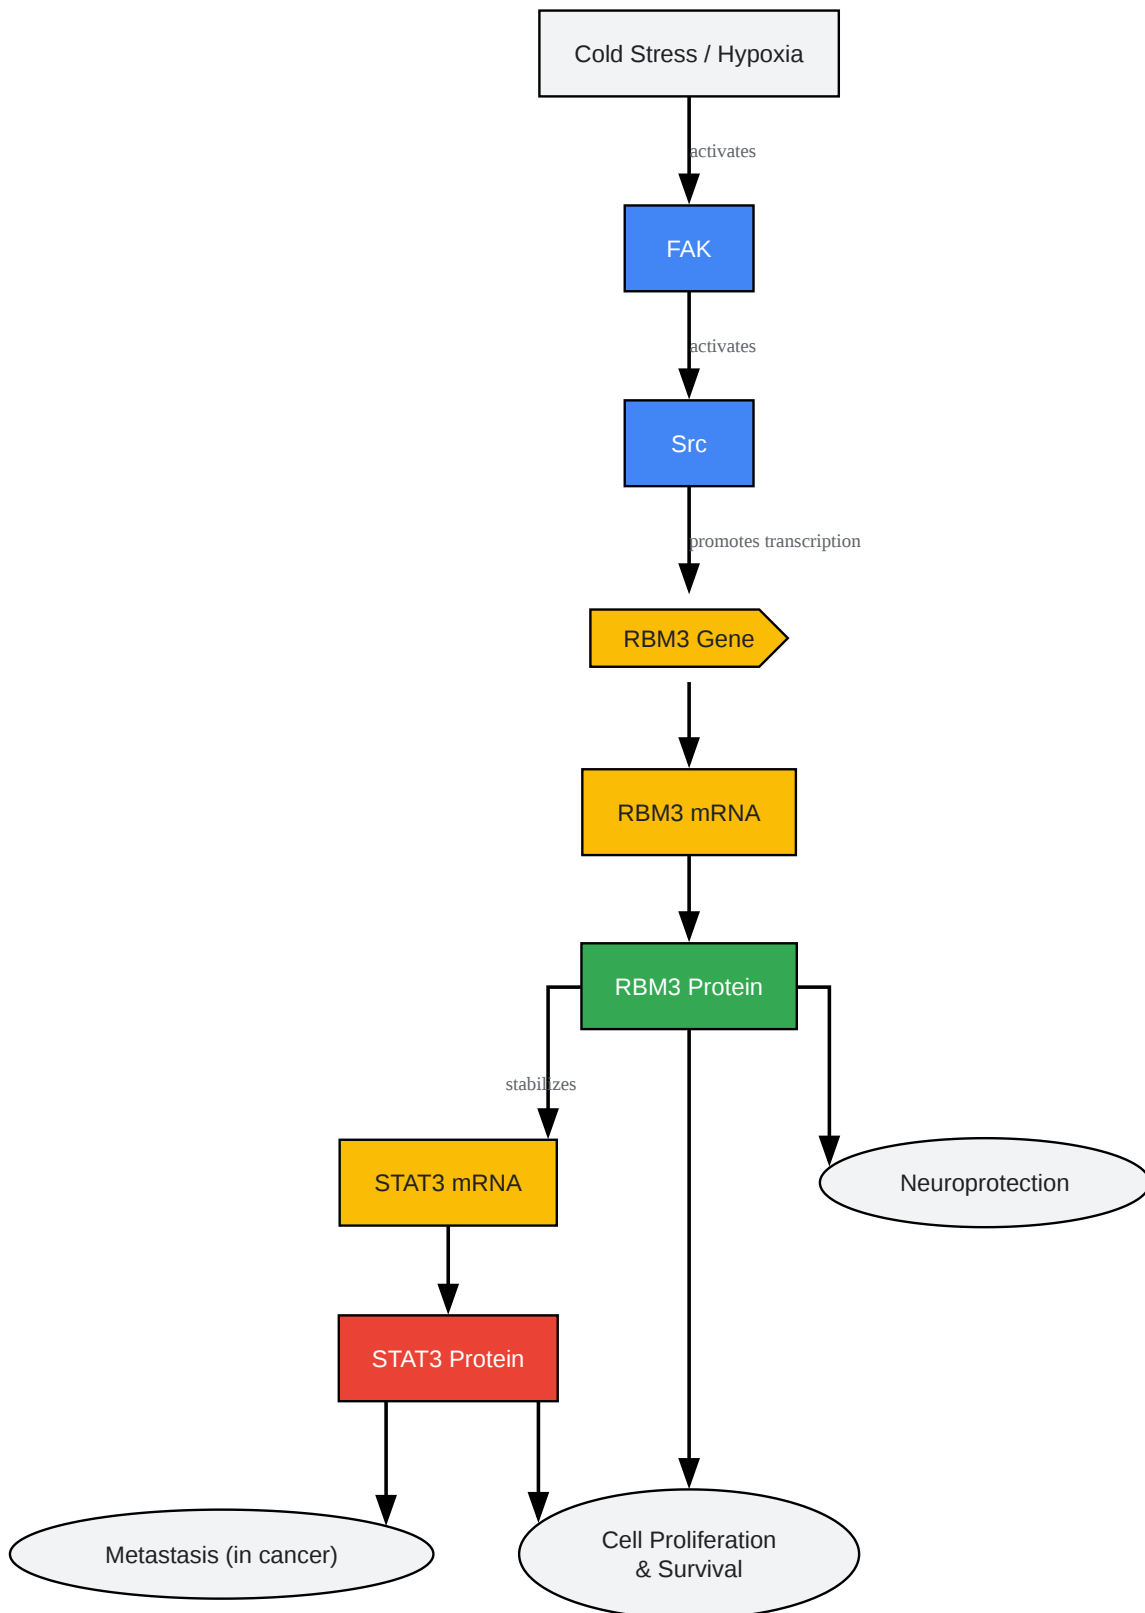 Cold Stress / Hypoxia
activates
FAK
activates
Src
promotes transcription
RBM3 Gene
RBM3 mRNA
RBM3 Protein
stabilizes
STAT3 mRNA
Neuroprotection
STAT3 Protein
Metastasis (in cancer)
Cell Proliferation
& Survival